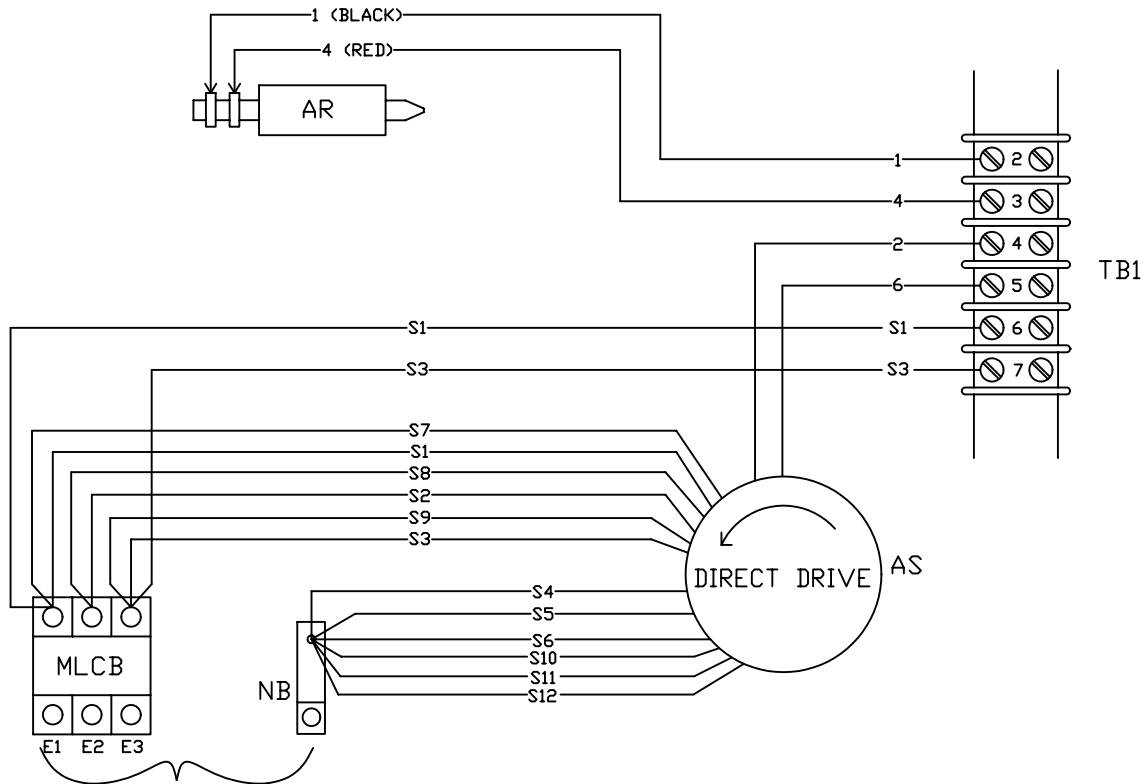 1 (BLACK)
4 (RED)
AR
1
2
4
3
2
4
TB1
6
5
S1
S1
6
S3
S3
7
S7
S1
S8
S2
S9
S3
DIRECT DRIVE
AS
S4
S5
S6
S10
S11
S12
MLCB
NB
E1
E2
E3